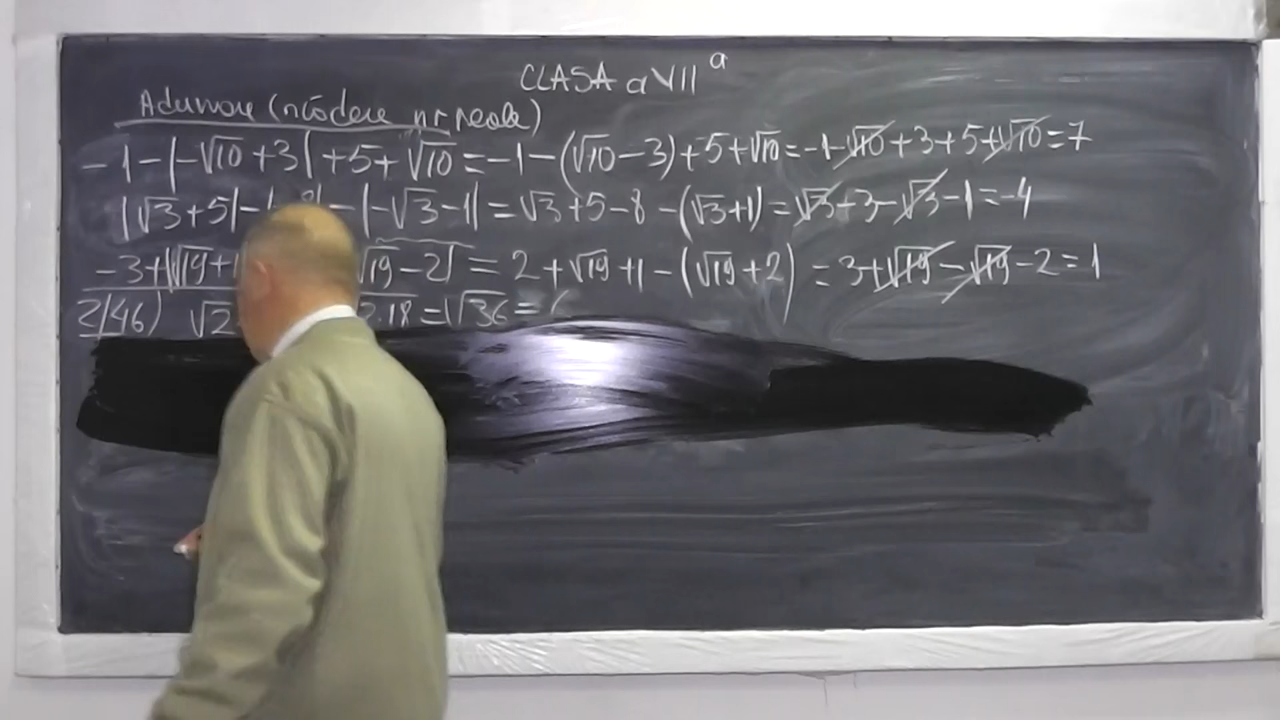 CLASA a VII a
Adunare (scădere nr reale)
-1-|-√10+3|+5+√10=-1-(√10-3)+5+√10=-1-√10+3+5+√10=7
|√3+5|- -|-√3-1|=√3+5-8-(√3+1)=√3-3-√3-1=-4
-3+|√19+1 √19-2|=2+√19+1-(√19+2)=3+√19-√19-2=1
2/46) √2 2.18=√36=